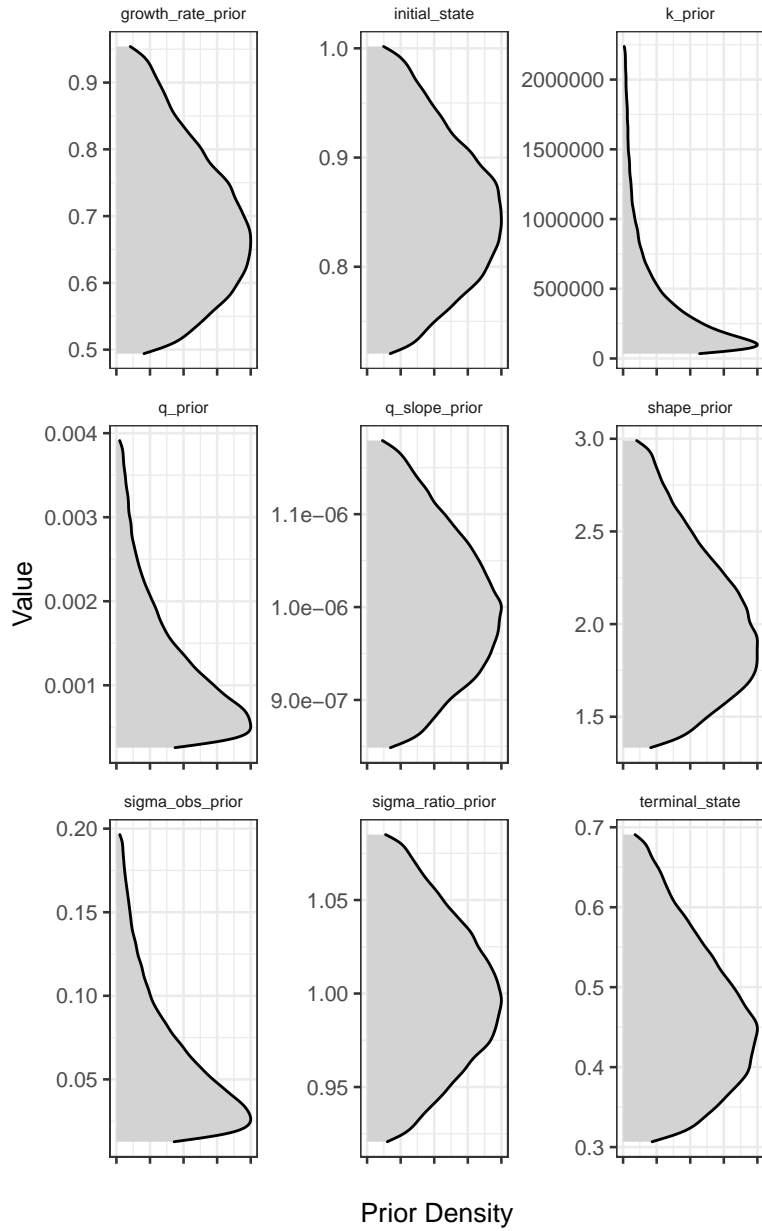 growth_rate_prior
initial_state
k_prior
0.9
0.8
0.7
0.6
0.5
1.0
0.9
0.8
2000000
1500000
1000000
500000
0
q_prior
q_slope_prior
shape_prior
0.004
0.003
0.002
0.001
1.1e-06
1.0e-06
9.0e-07
3.0
2.5
2.0
1.5
Value
sigma_obs_prior
sigma_ratio_prior
terminal_state
0.20
0.15
0.10
0.05
1.05
1.00
0.95
0.7
0.6
0.5
0.4
0.3
Prior Density